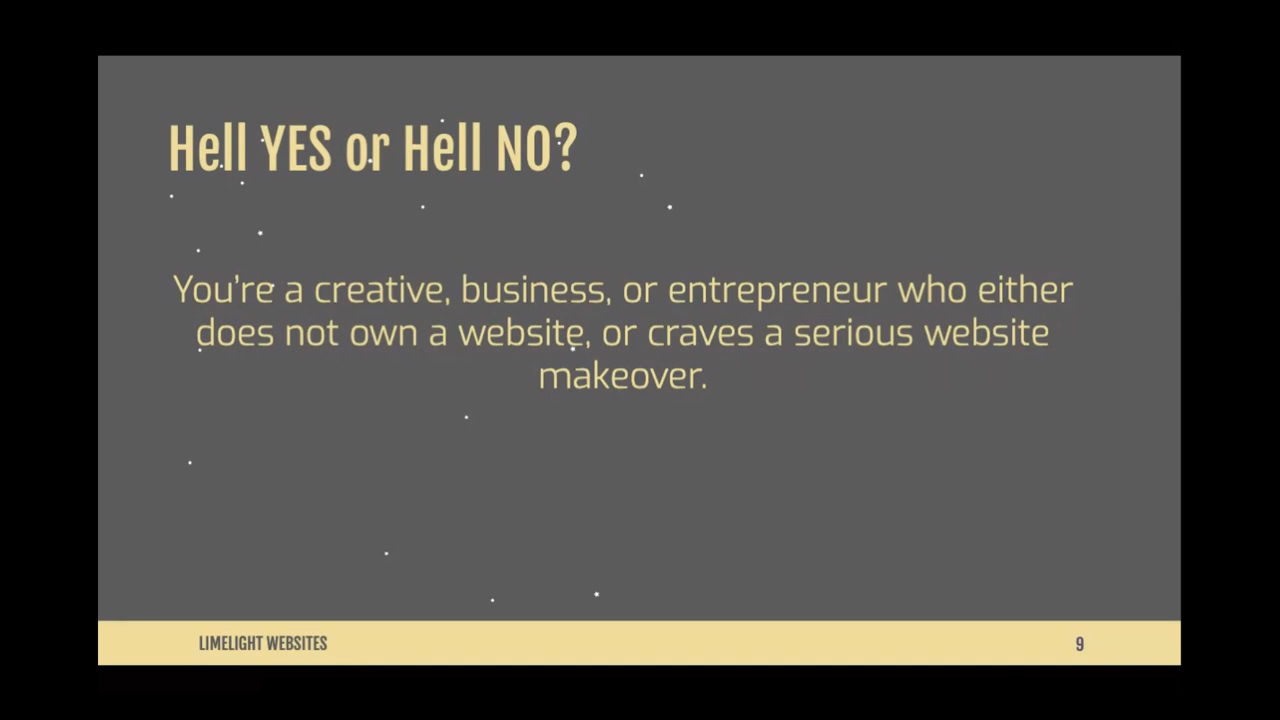 Hell YES or Hell NO?
You're a creative, business, or entrepreneur who either
does not own a website, or craves a serious website
makeover.
LIMELIGHT WEBSITES
9